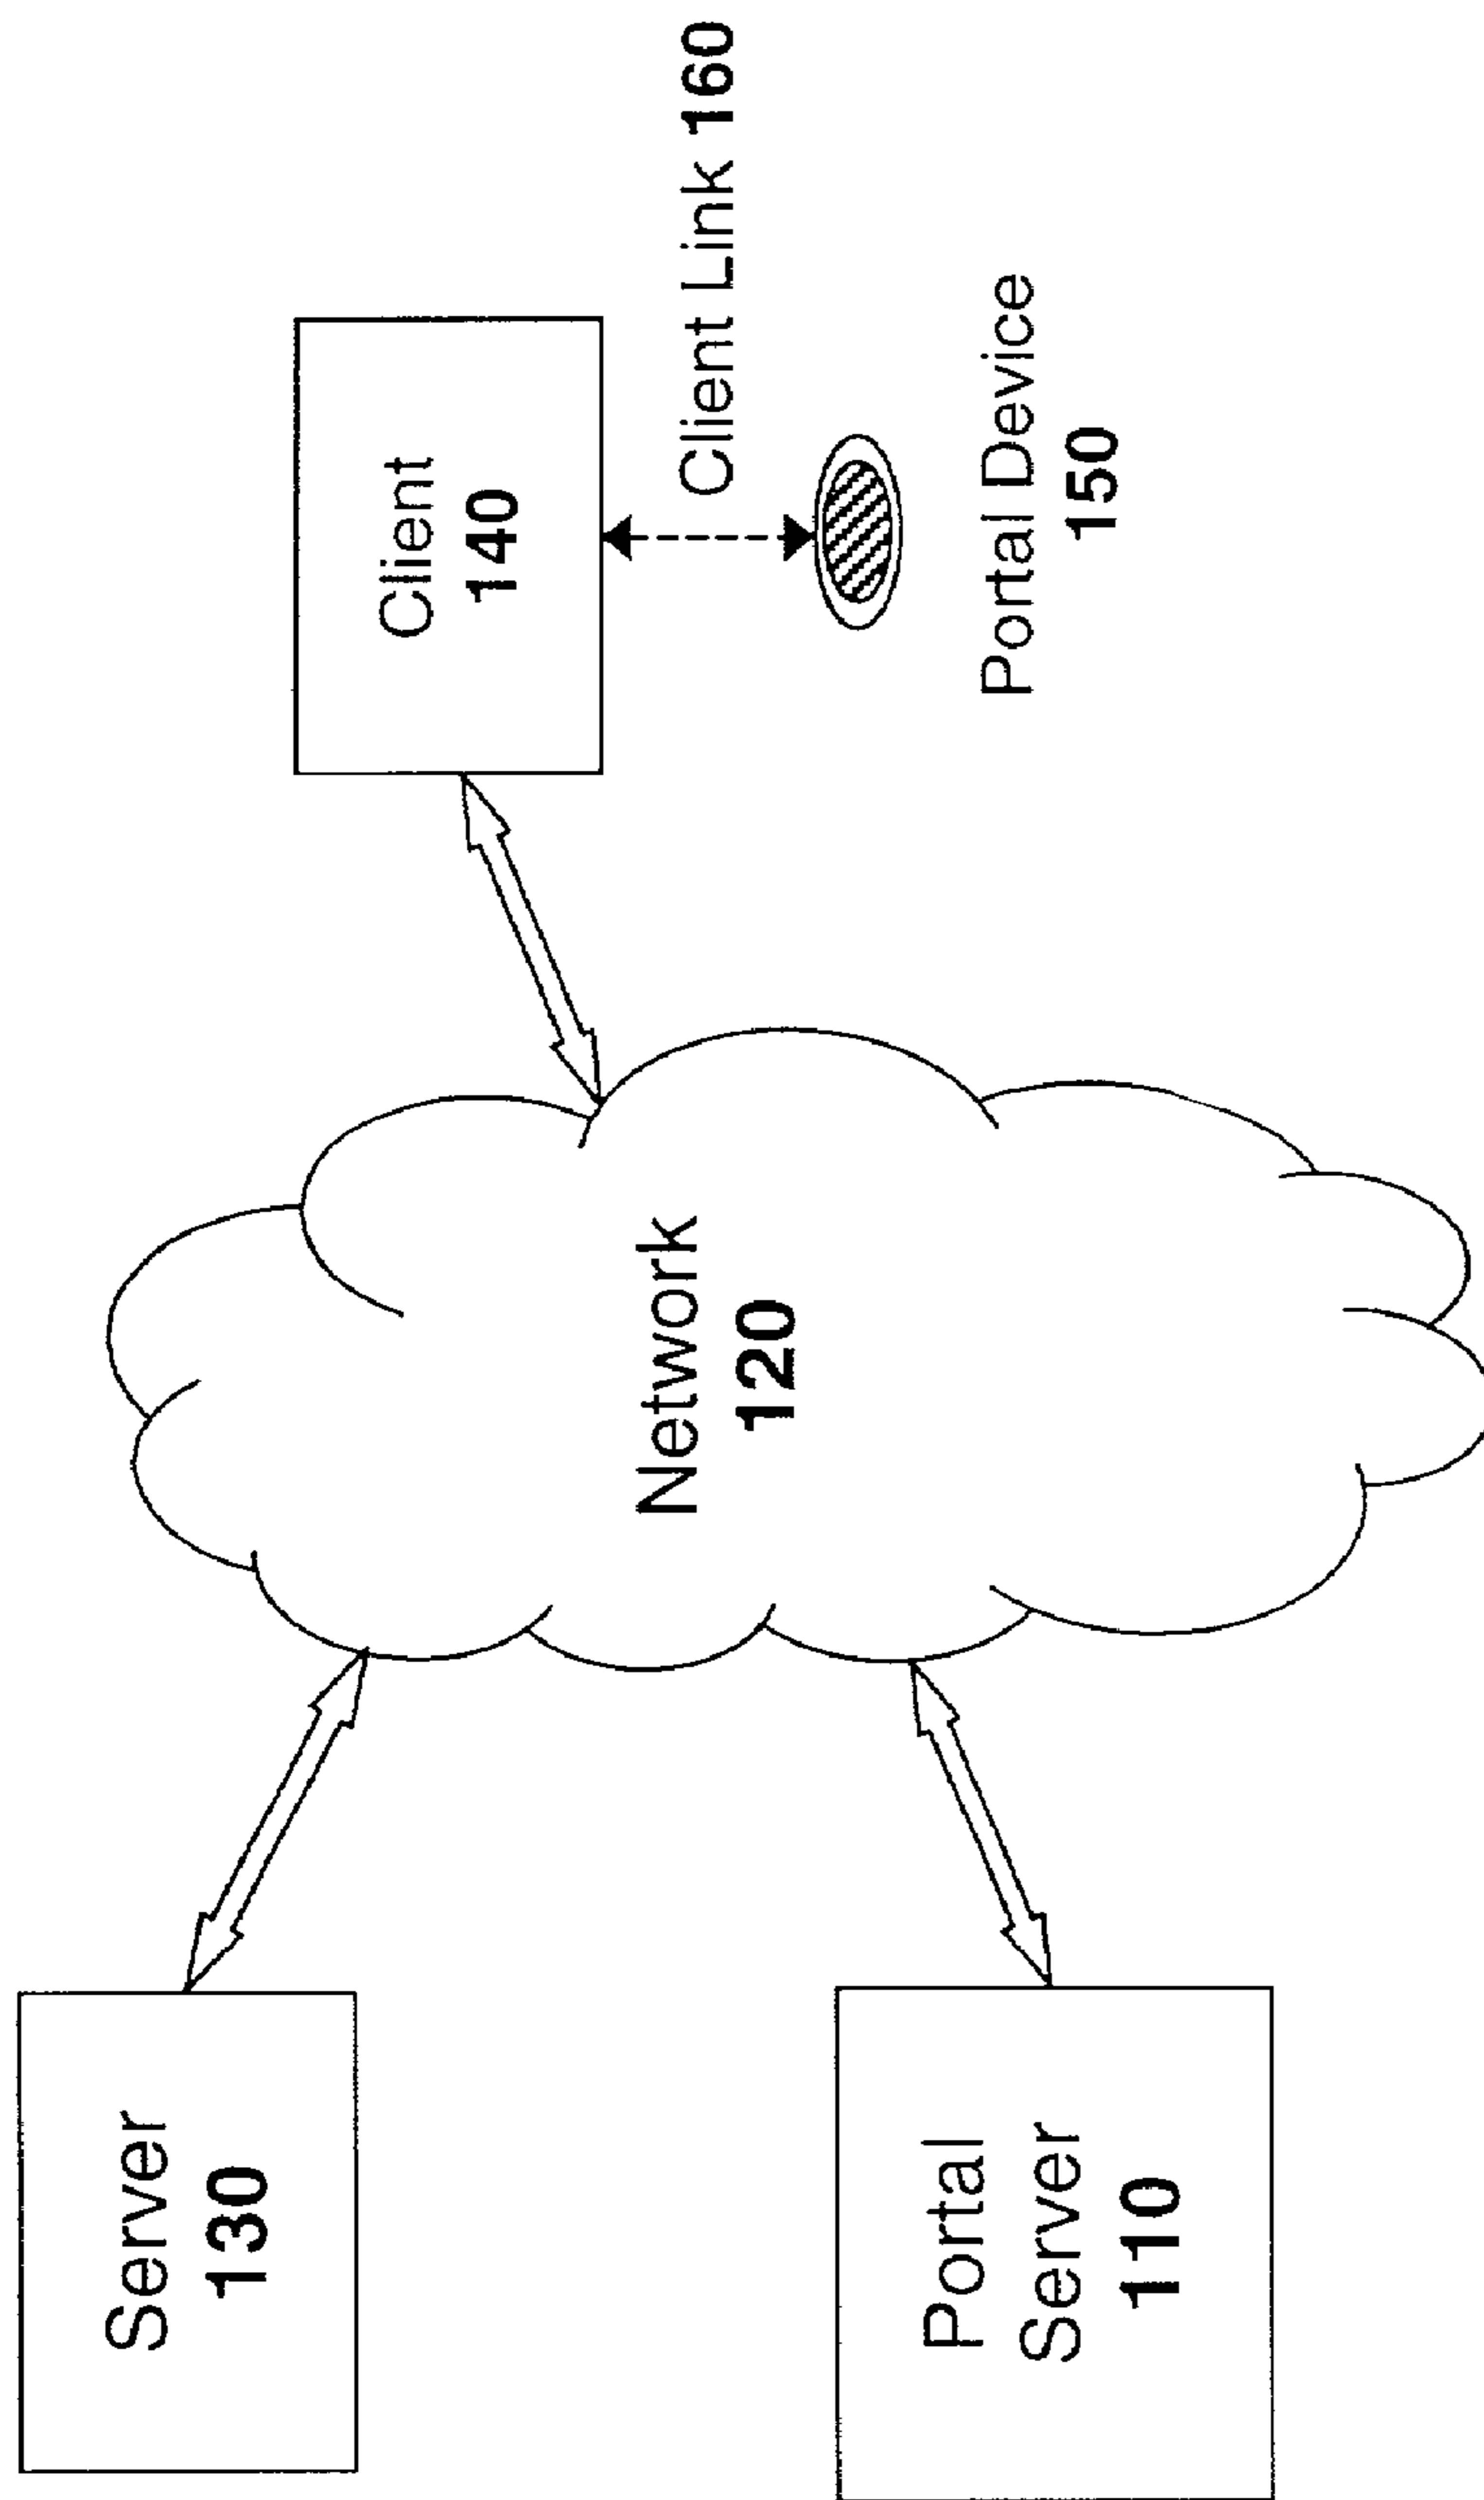 Server
130
Portal
Server
110
Network
120
Client
140
Client Link 160
Portal Device
150